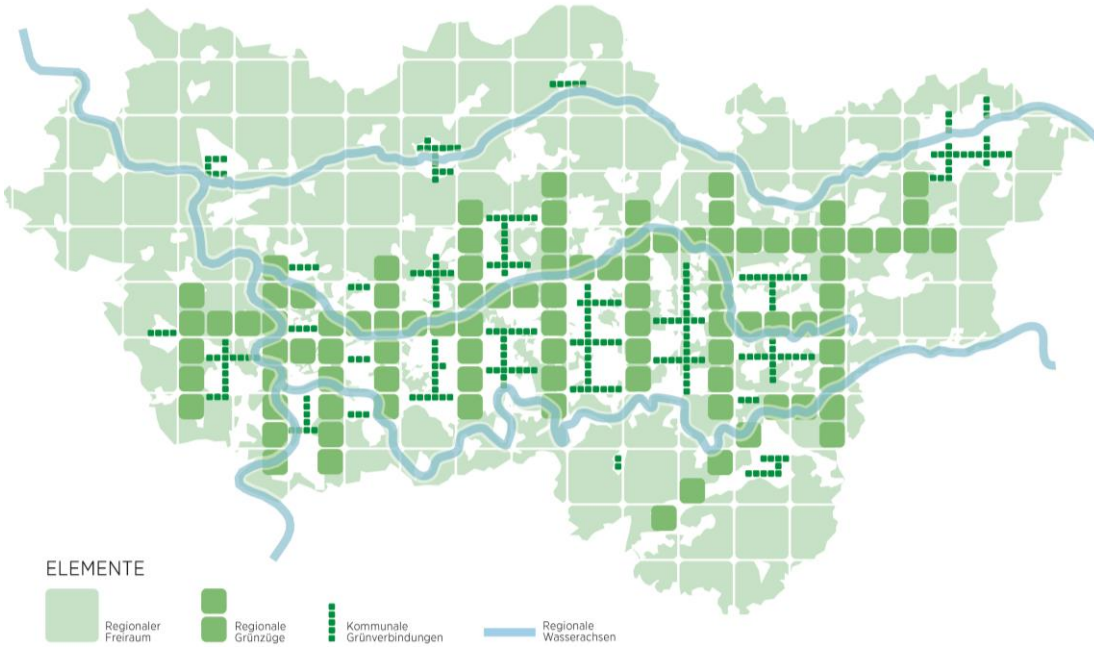 ELEMENTE
Regionaler
Freiraum
Regionale
Grünzüge
Kommunale
Grünverbindungen
Regionale
Wasserachsen